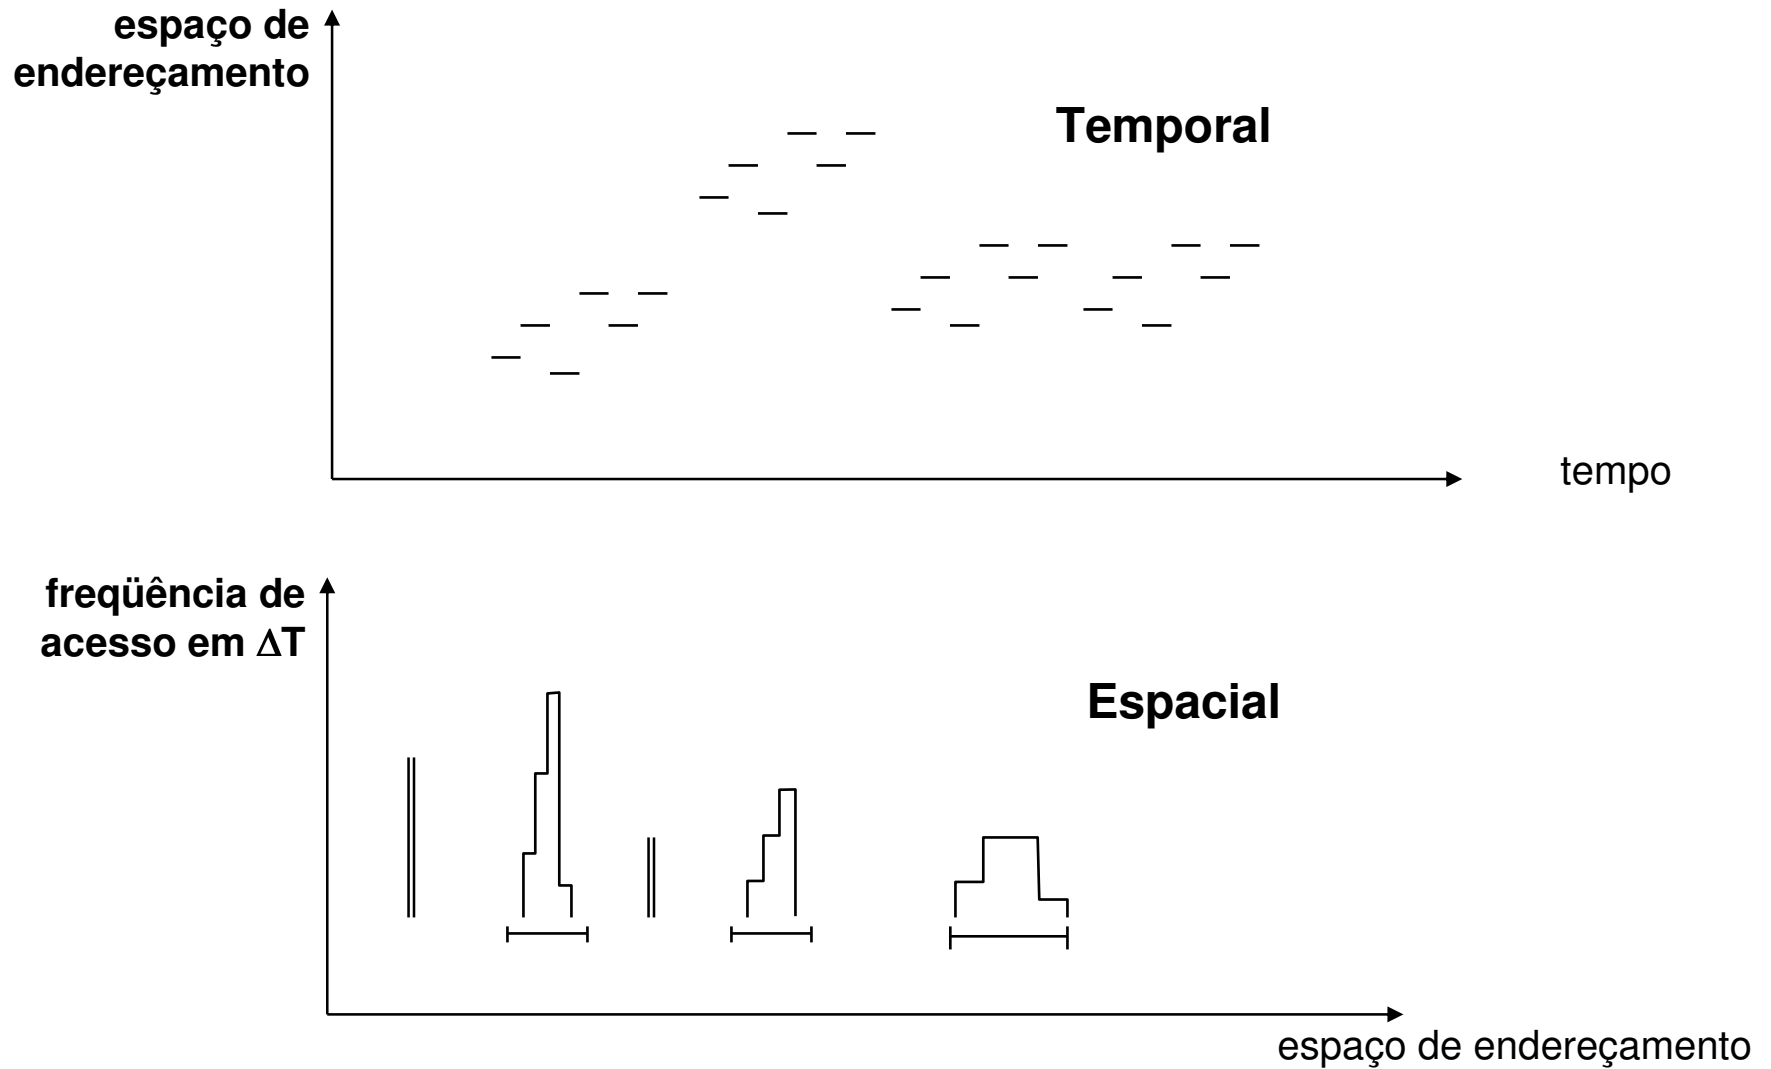 espaço de
endereçamento
Temporal
tempo
freqüência de
acesso em ΔT
Espacial
espaço de endereçamento